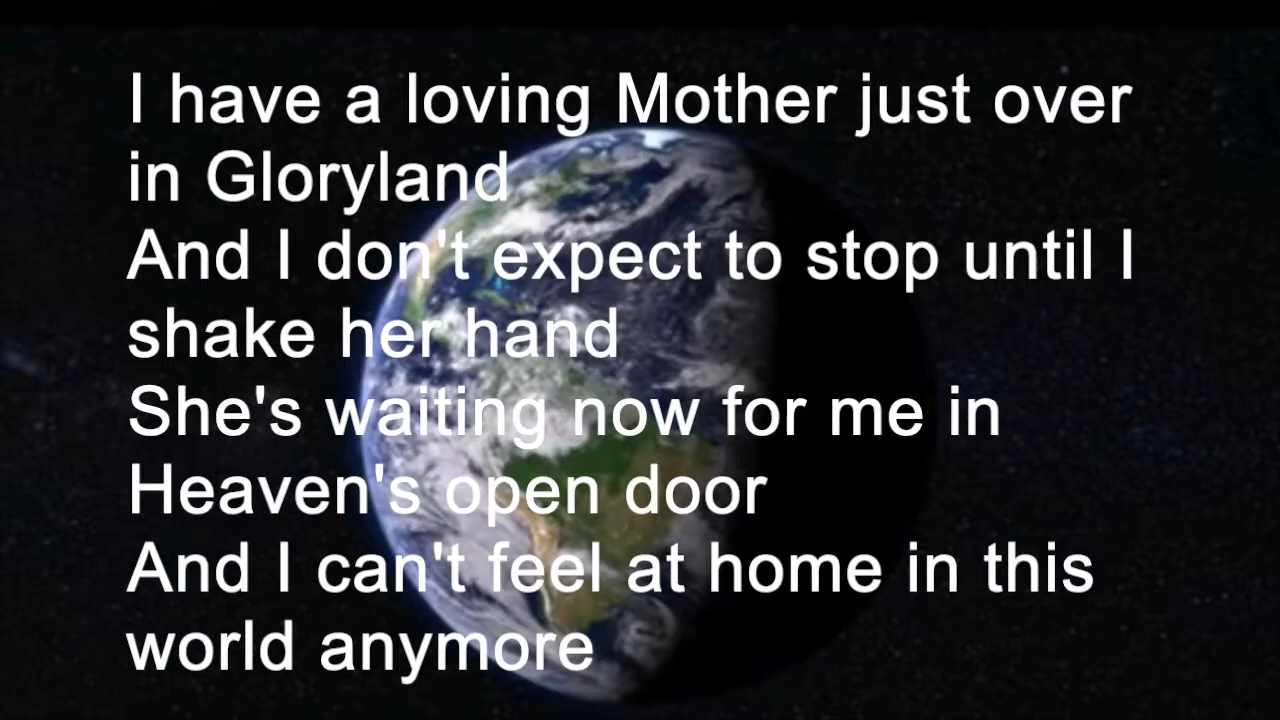 I have a loving Mother just over
in Gloryland
And I don't expect to stop until I
shake her hand
She's waiting now for me in
Heaven's open door
And I can't feel at home in this
world anymore